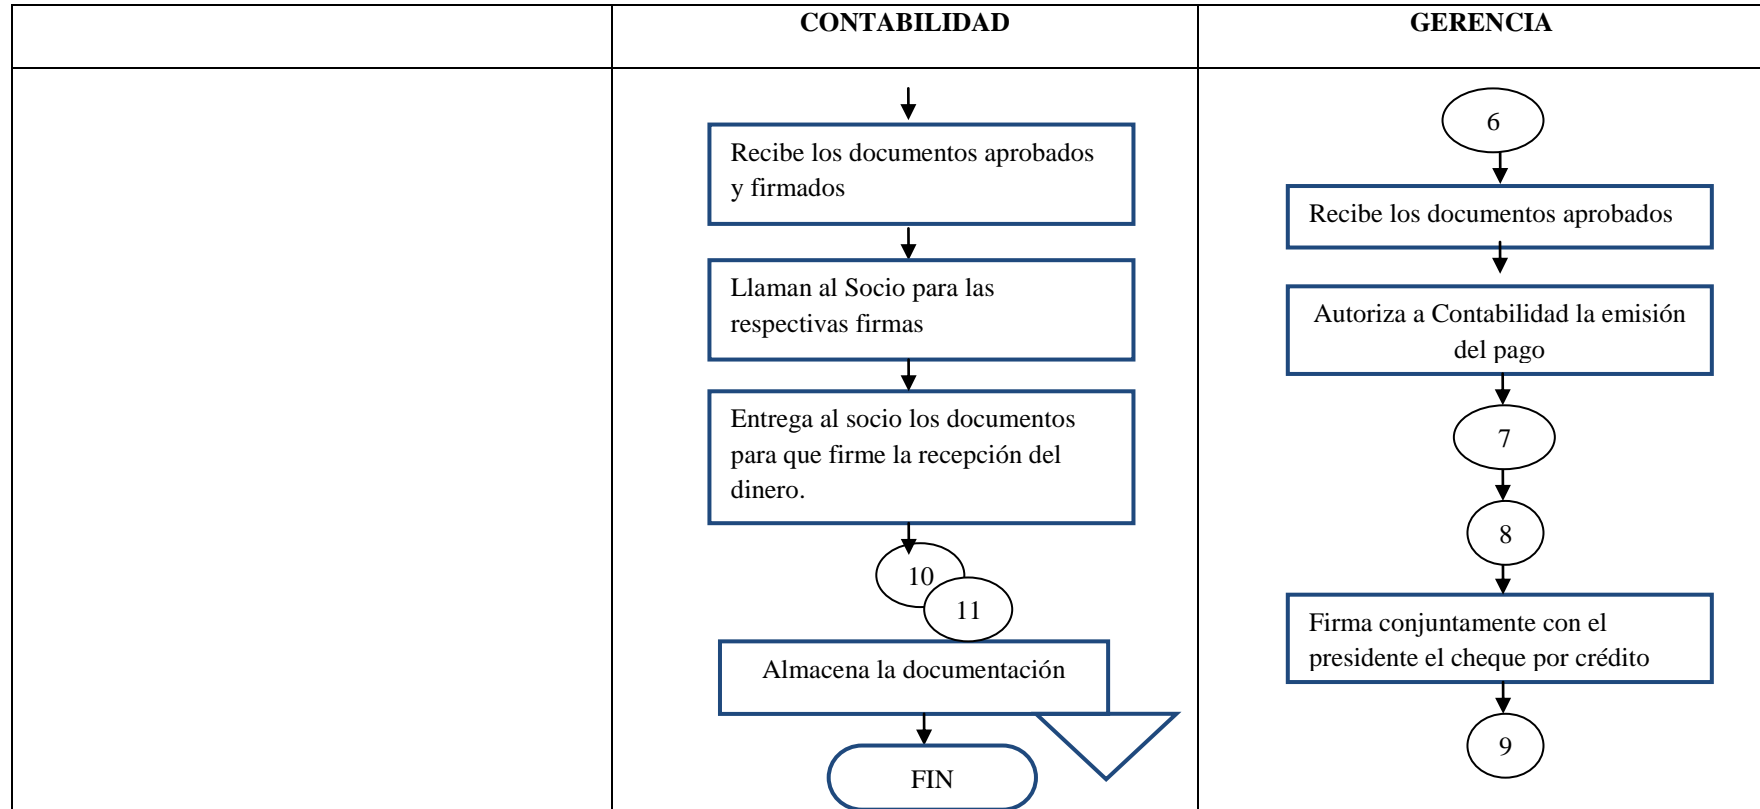 CONTABILIDAD
GERENCIA
Recibe los documentos aprobados
y firmados
Llaman al Socio para las
respectivas firmas
Entrega al socio los documentos
para que firme la recepción del
dinero.
10
11
Almacena la documentación
FIN
6
Recibe los documentos aprobados
Autoriza a Contabilidad la emisión
del pago
7
8
Firma conjuntamente con el
presidente el cheque por crédito
9